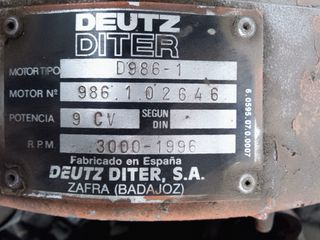 DEUTZ
DITER
MOTOR TIPO D986-1
MOTOR Nº 986.1.02646
POTENCIA 9 CV SEGUN DIN
R.P.M. 3000-1996
Fabricado en España
DEUTZ DITER, S.A.
ZAFRA (BADAJOZ)
6.0595.07.0.0007